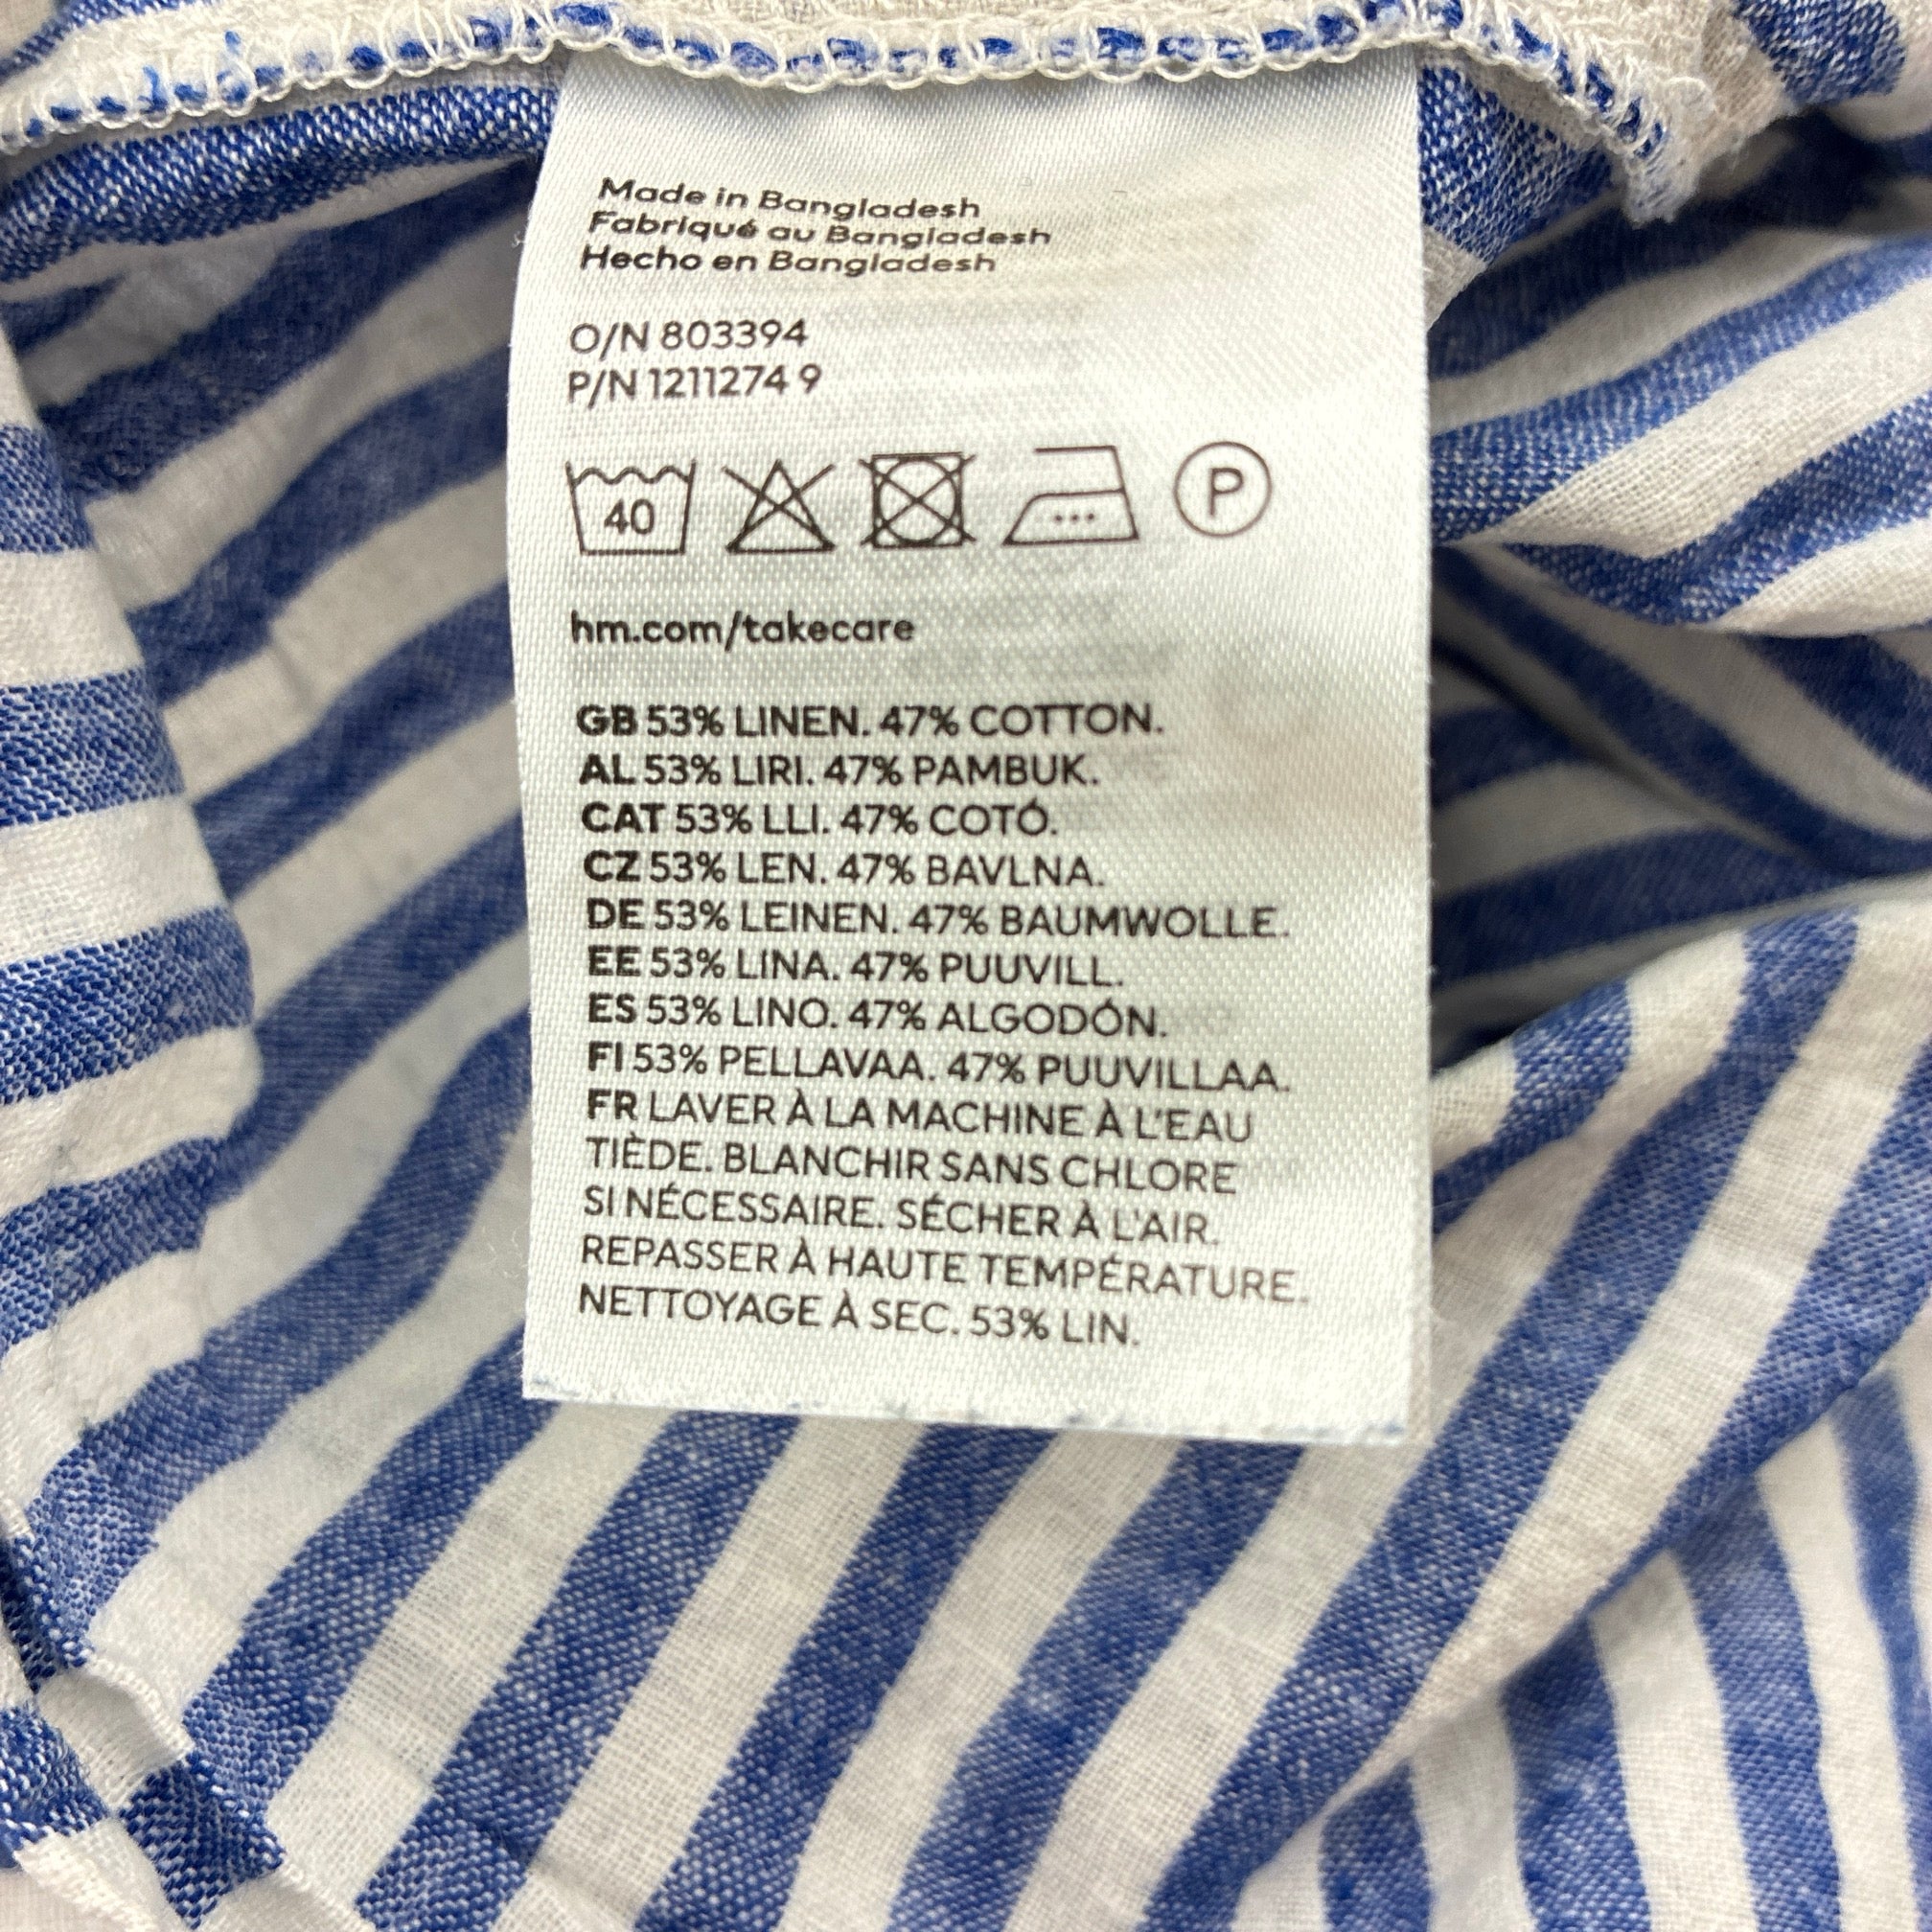 Made in Bangladesh
Fabriqué au Bangladesh
Hecho en Bangladesh
O/N 803394
P/N 1211274 9
40 P
hm.com/takecare
GB 53% LINEN. 47% COTTON.
AL 53% LIRI. 47% PAMBUK.
CAT 53% LLI. 47% COTÓ.
CZ 53% LEN. 47% BAVLNA.
DE 53% LEINEN. 47% BAUMWOLLE.
EE 53% LINA. 47% PUUVILL.
ES 53% LINO. 47% ALGODÓN.
FI 53% PELLAVAA. 47% PUUVILLAA.
FR LAVER À LA MACHINE À L'EAU
TIÈDE. BLANCHIR SANS CHLORE
SI NÉCESSAIRE. SÉCHER À L'AIR.
REPASSER À HAUTE TEMPÉRATURE.
NETTOYAGE À SEC. 53% LIN.